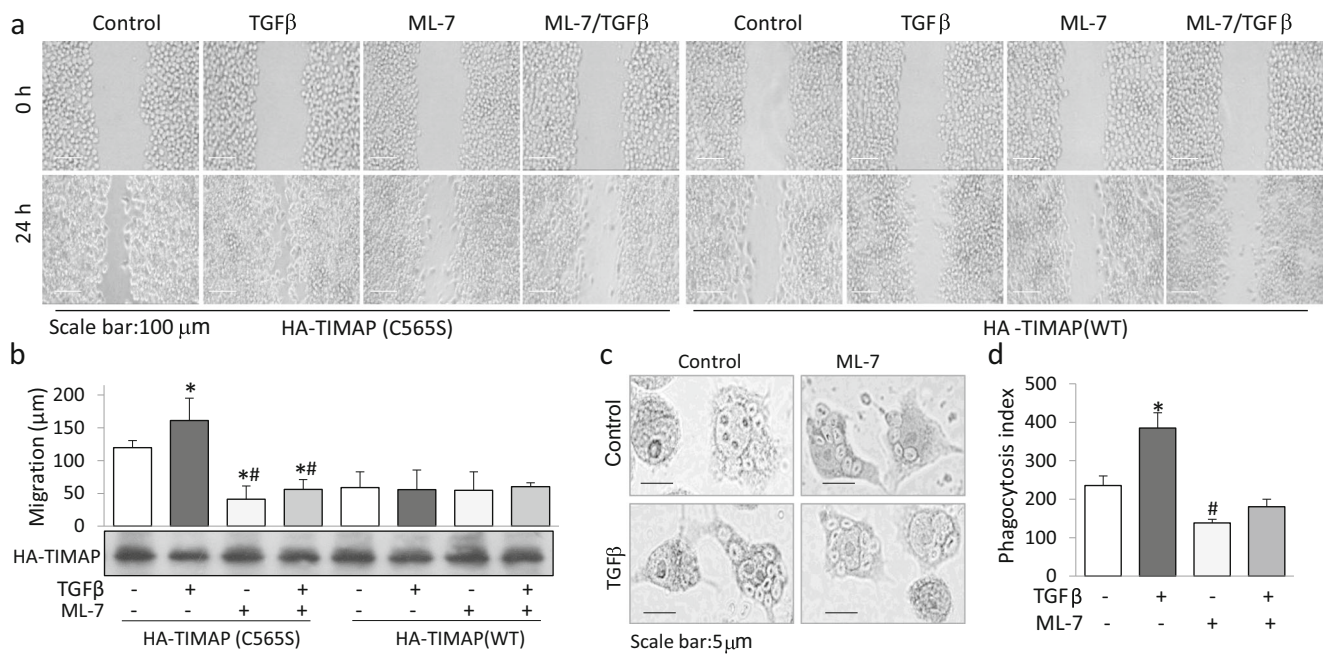 a
Control TGFβ ML-7 ML-7/TGFβ Control TGFβ ML-7 ML-7/TGFβ
0 h
24 h
Scale bar:100 μm HA-TIMAP (C565S) HA -TIMAP(WT)
b
Migration (μm)
200
150
100
50
0
*
*#
*#
HA-TIMAP
TGFβ - + - + - + - +
ML-7 - - + + - - + +
HA-TIMAP (C565S) HA-TIMAP(WT)
c
Control ML-7
Control
TGFβ
Scale bar:5μm
d
Phagocytosis index
500
400
300
200
100
0
*
#
TGFβ - + - +
ML-7 - - + +